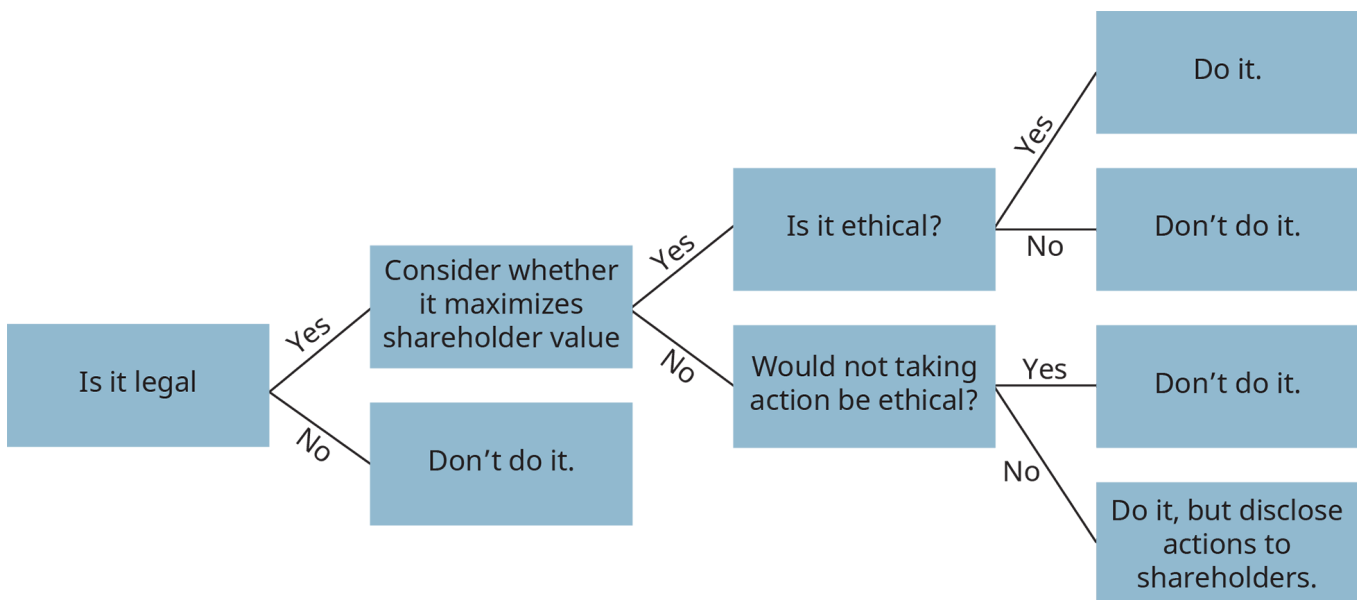 Is it legal
Yes
No
Consider whether
it maximizes
shareholder value
Don’t do it.
Yes
No
Is it ethical?
Would not taking
action be ethical?
Yes
No
Yes
No
Do it.
Don’t do it.
Don’t do it.
Do it, but disclose
actions to
shareholders.